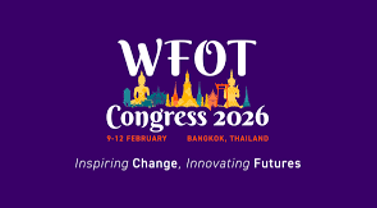 WFOT
Congress 2026
9-12 FEBRUARY BANGKOK, THAILAND
Inspiring Change, Innovating Futures